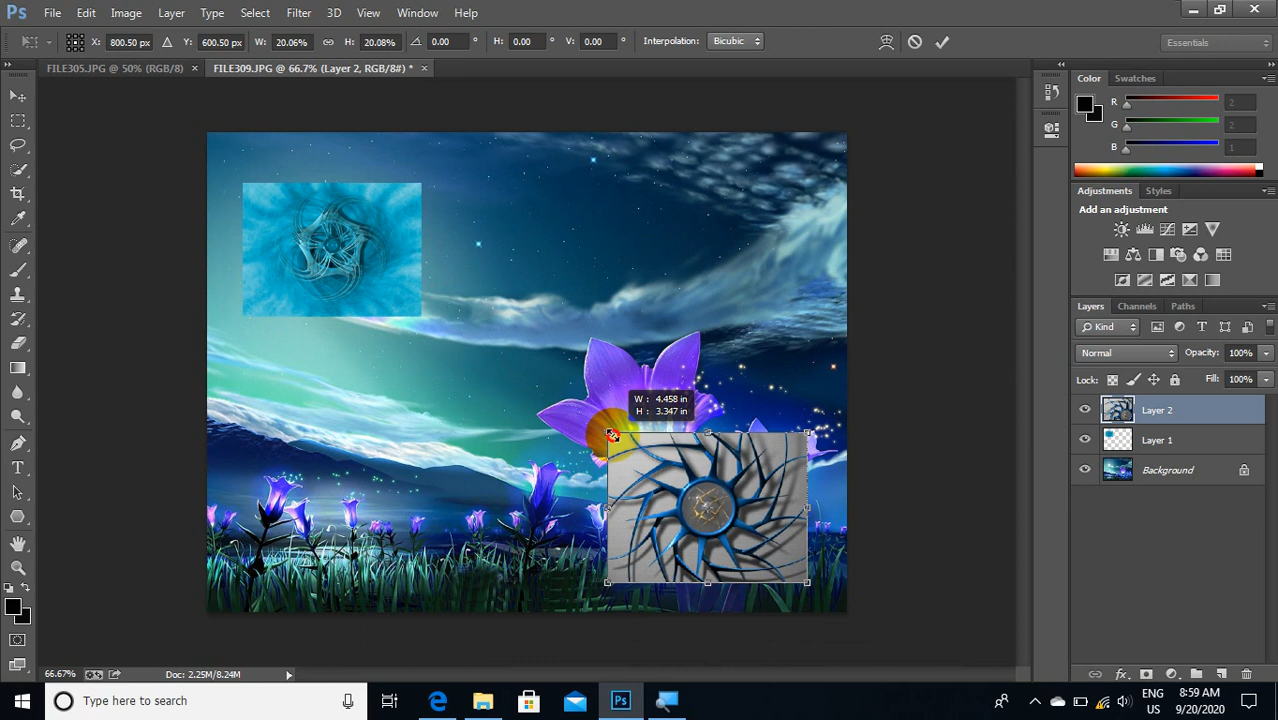 Ps File Edit Image Layer Type Select Filter 3D View Window Help
X: 800.50 px Y: 600.50 px W: 20.06% H: 20.08% 0.00 ° H: 0.00 ° V: 0.00 ° Interpolation: Bicubic Essentials
FILE305.JPG @ 50% (RGB/8) × FILE309.JPG @ 66.7% (Layer 2, RGB/8#) * ×
W : 4.458 in
H : 3.347 in
Color Swatches
R 2
G 2
B 1
Adjustments Styles
Add an adjustment
Layers Channels Paths
Kind
Normal Opacity: 100%
Lock: Fill: 100%
Layer 2
Layer 1
Background
66.67% Doc: 2.25M/8.24M
Type here to search
Ps
ENG
US
8:59 AM
9/20/2020